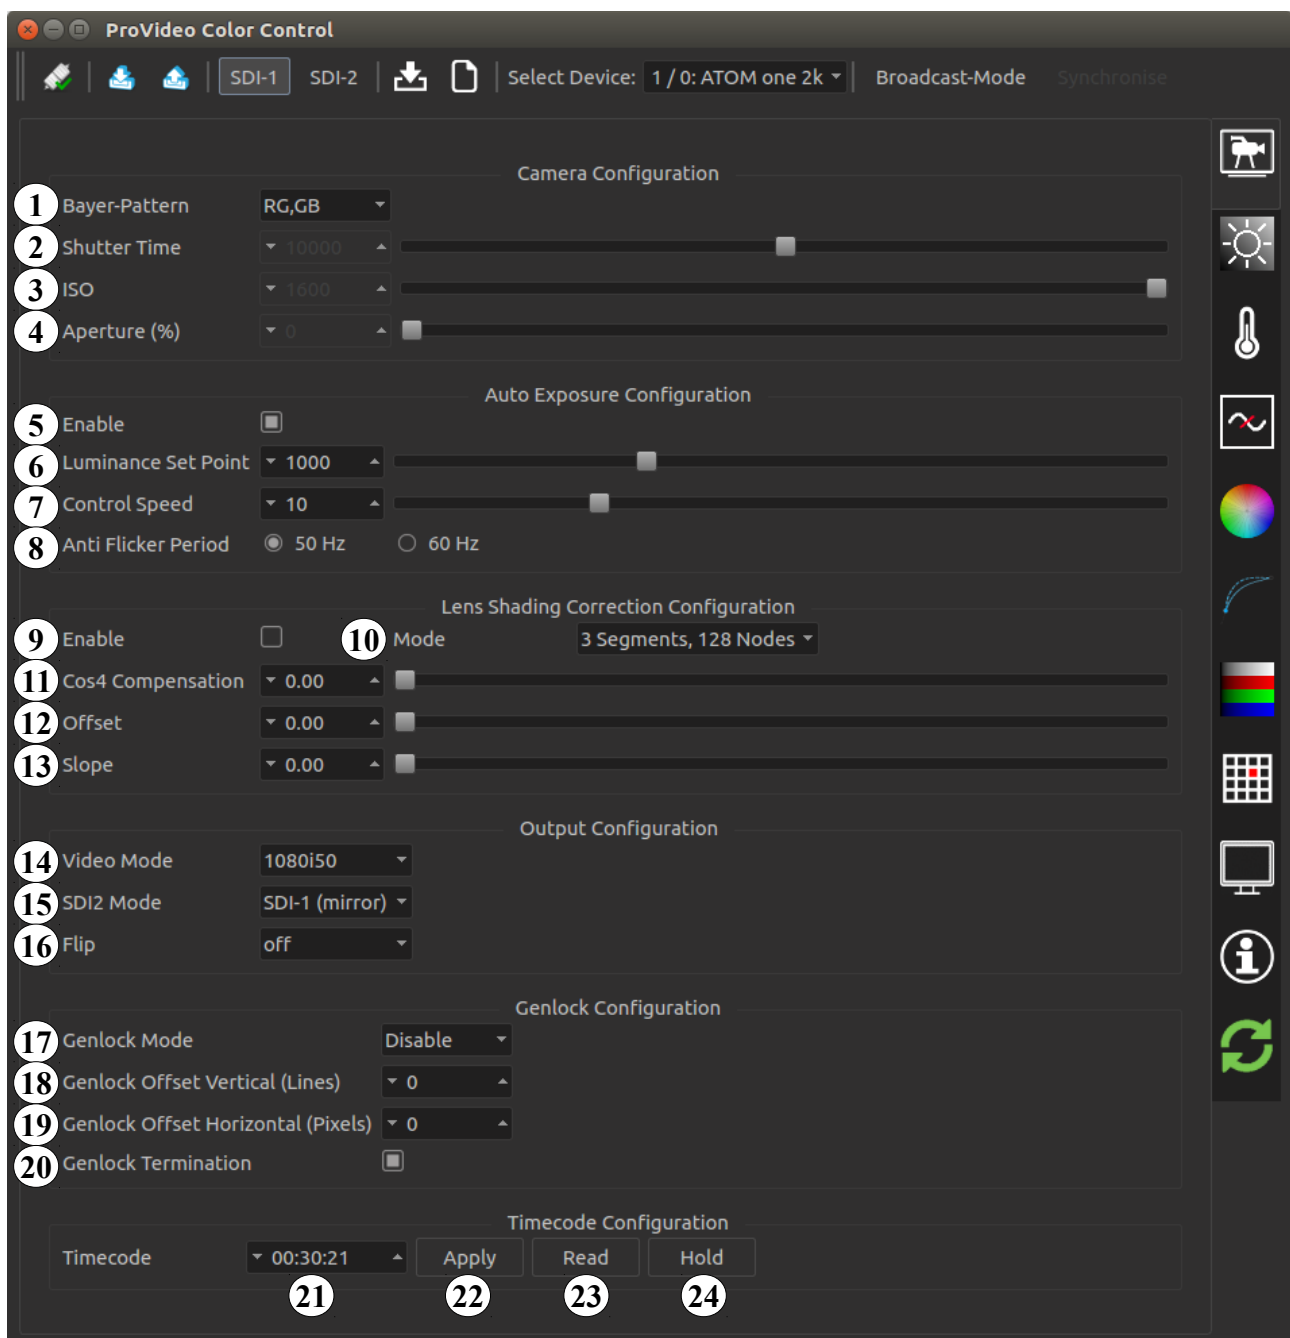 ProVideo Color Control
SDI-1 SDI-2 Select Device: 1 / 0: ATOM one 2k Broadcast-Mode Synchronise
Camera Configuration
1 Bayer-Pattern RG,GB
2 Shutter Time 10000
3 ISO 1600
4 Aperture (%) 0
Auto Exposure Configuration
5 Enable
6 Luminance Set Point 1000
7 Control Speed 10
8 Anti Flicker Period 50 Hz 60 Hz
Lens Shading Correction Configuration
9 Enable 10 Mode 3 Segments, 128 Nodes
11 Cos4 Compensation 0.00
12 Offset 0.00
13 Slope 0.00
Output Configuration
14 Video Mode 1080i50
15 SDI2 Mode SDI-1 (mirror)
16 Flip off
Genlock Configuration
17 Genlock Mode Disable
18 Genlock Offset Vertical (Lines) 0
19 Genlock Offset Horizontal (Pixels) 0
20 Genlock Termination
Timecode Configuration
Timecode 00:30:21 Apply Read Hold
21 22 23 24